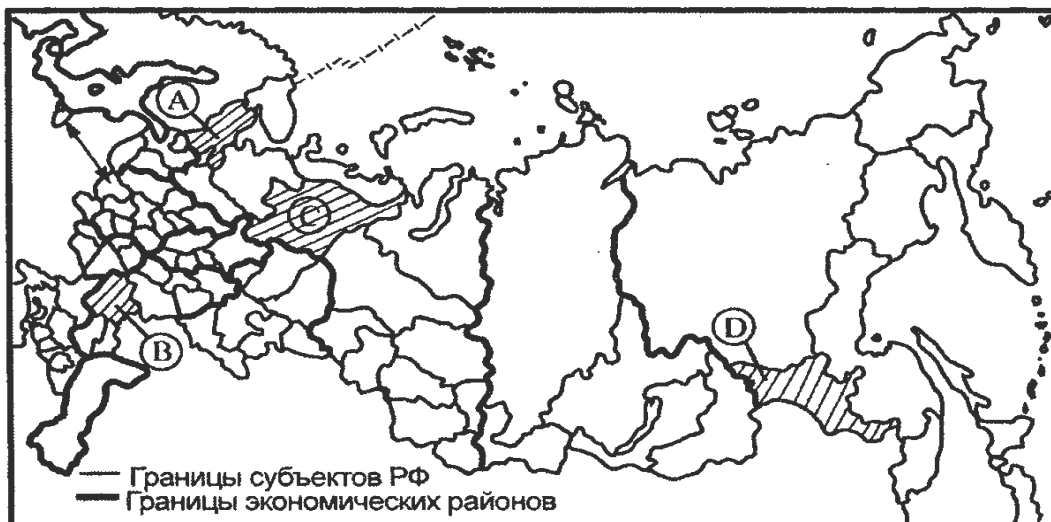 A
C
B
D
Границы субъектов РФ
Границы экономических районов